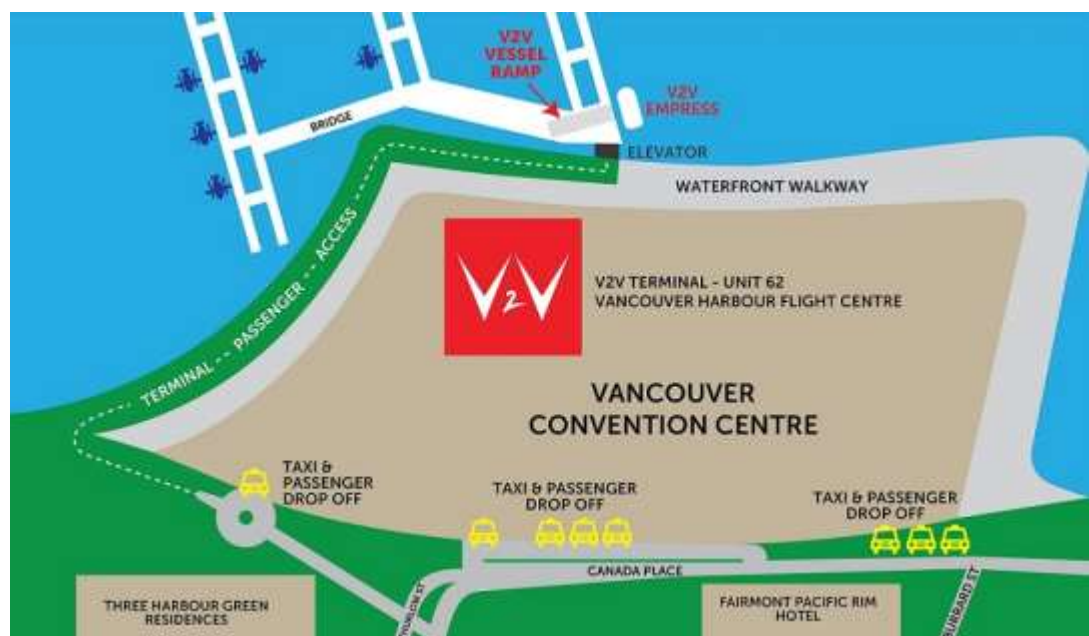 V2V
VESSEL
RAMP
V2V
EMPRESS
BRIDGE
ELEVATOR
WATERFRONT WALKWAY
TERMINAL -- PASSENGER -- ACCESS
V2V
V2V TERMINAL - UNIT 62
VANCOUVER HARBOUR FLIGHT CENTRE
VANCOUVER
CONVENTION CENTRE
TAXI &
PASSENGER
DROP OFF
TAXI & PASSENGER
DROP OFF
TAXI & PASSENGER
DROP OFF
CANADA PLACE
THREE HARBOUR GREEN
RESIDENCES
FAIRMONT PACIFIC RIM
HOTEL
BURRARD ST